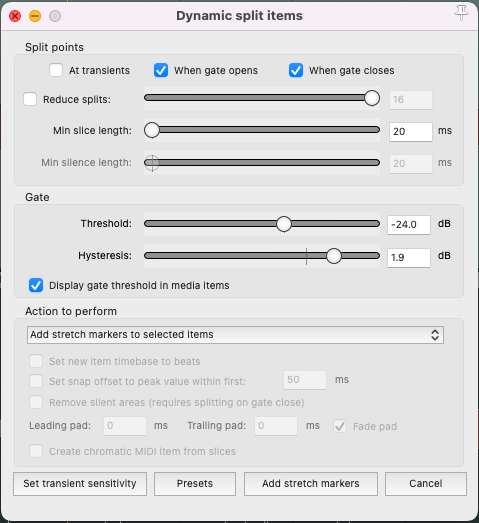 Dynamic split items
Split points
At transients When gate opens When gate closes
Reduce splits: 16
Min slice length: 20 ms
Min silence length: 20 ms
Gate
Threshold: -24.0 dB
Hysteresis: 1.9 dB
Display gate threshold in media items
Action to perform
Add stretch markers to selected items
Set new item timebase to beats
Set snap offset to peak value within first: 50 ms
Remove silent areas (requires splitting on gate close)
Leading pad: 0 ms Trailing pad: 0 ms Fade pad
Create chromatic MIDI item from slices
Set transient sensitivity Presets Add stretch markers Cancel